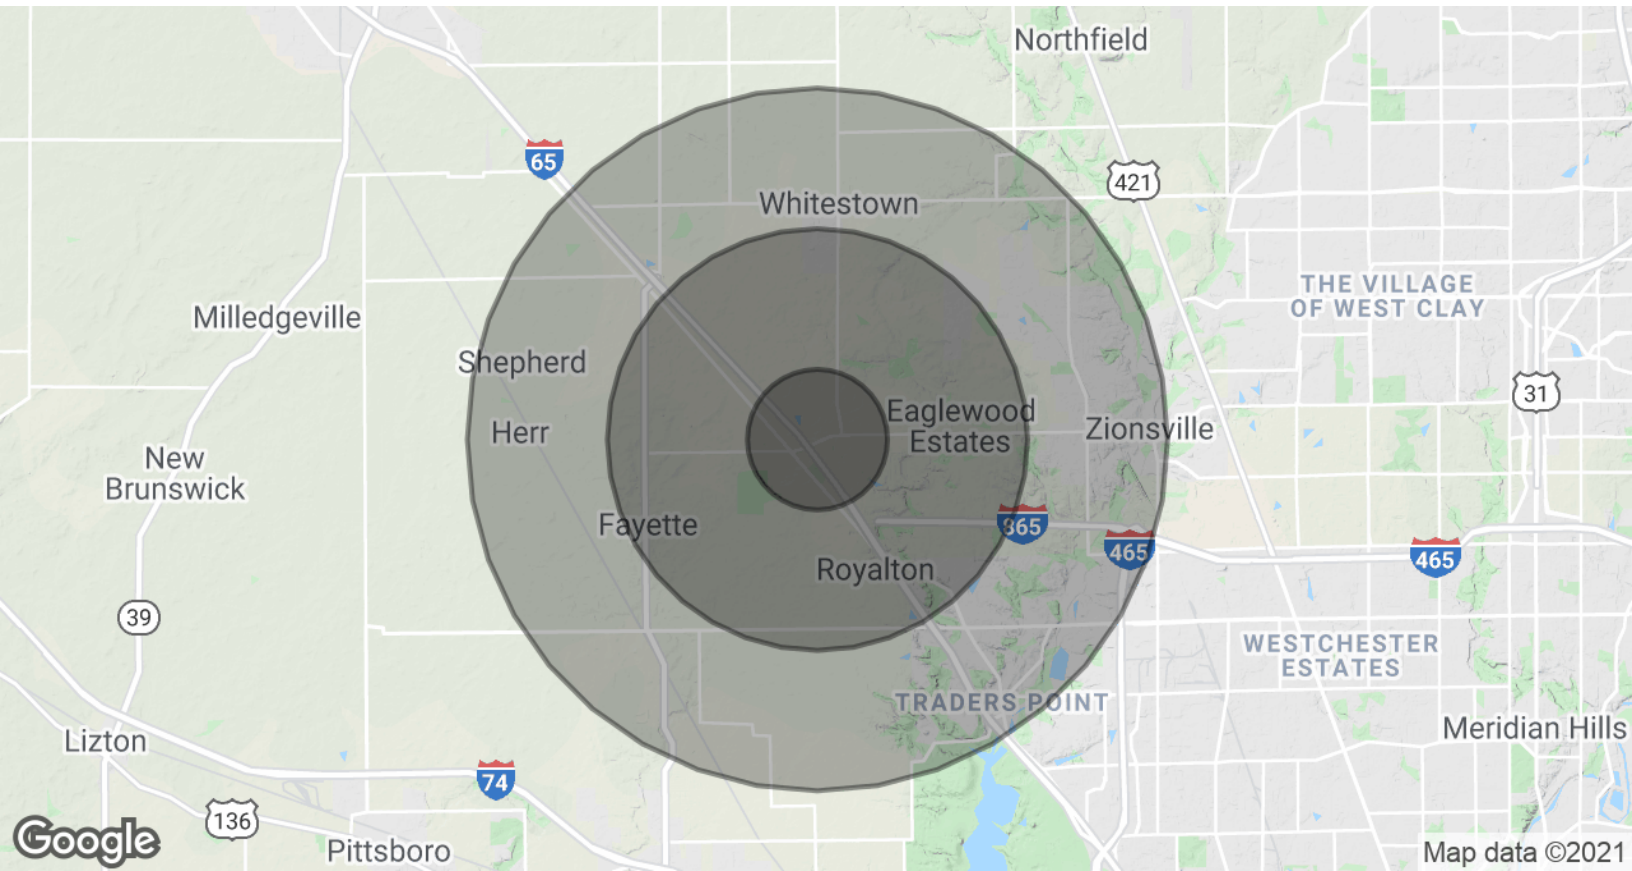 Northfield
65
421
Whitestown
THE VILLAGE
OF WEST CLAY
Milledgeville
Shepherd
31
Eaglewood
Estates
Herr
Zionsville
New
Brunswick
Fayette
865
465
465
Royalton
39
WESTCHESTER
ESTATES
TRADERS POINT
Meridian Hills
Lizton
74
136
Google
Pittsboro
Map data ©2021